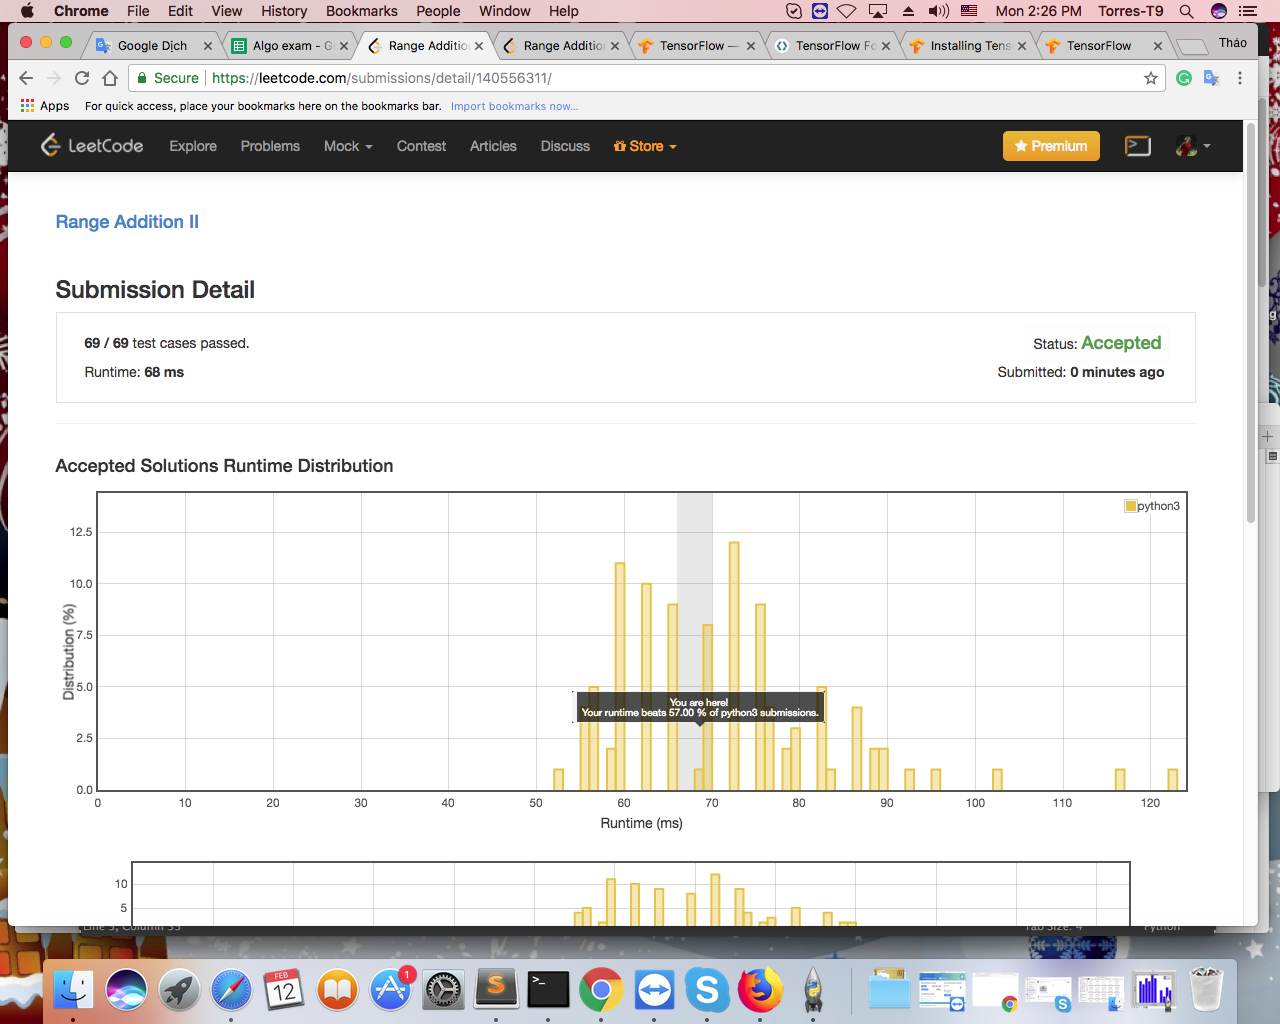 Chrome File Edit View History Bookmarks People Window Help Mon 2:26 PM Torres-T9
Google Dịch Algo exam - G Range Additio Range Additio TensorFlow — TensorFlow Fo Installing Tens TensorFlow Thảo
Secure https://leetcode.com/submissions/detail/140556311/
Apps For quick access, place your bookmarks here on the bookmarks bar. Import bookmarks now...
LeetCode Explore Problems Mock Contest Articles Discuss Store Premium
Range Addition II
Submission Detail
69 / 69 test cases passed. Status: Accepted
Runtime: 68 ms Submitted: 0 minutes ago
Accepted Solutions Runtime Distribution
python3
12.5
10.0
7.5
5.0
2.5
0.0
Distribution (%)
You are here!
Your runtime beats 57.00 % of python3 submissions.
0 10 20 30 40 50 60 70 80 90 100 110 120
Runtime (ms)
10
5
Line 5, Column 35 Tab Size: 4 Python
FEB
12
1